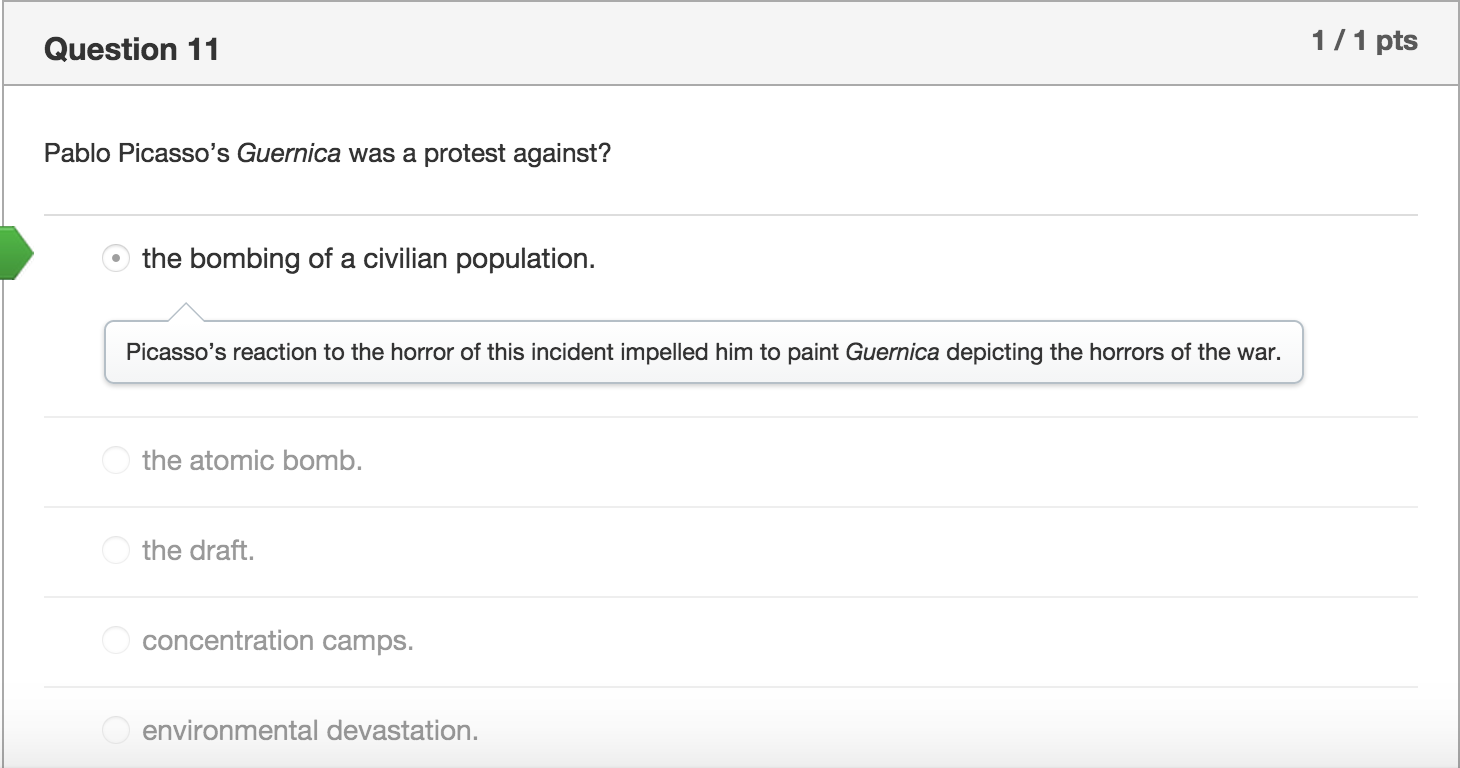 Question 11
1 / 1 pts
Pablo Picasso’s Guernica was a protest against?
the bombing of a civilian population.
Picasso’s reaction to the horror of this incident impelled him to paint Guernica depicting the horrors of the war.
the atomic bomb.
the draft.
concentration camps.
environmental devastation.